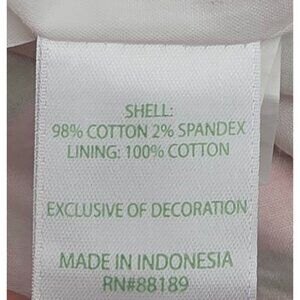 SHELL:
98% COTTON 2% SPANDEX
LINING: 100% COTTON
EXCLUSIVE OF DECORATION
MADE IN INDONESIA
RN#88189